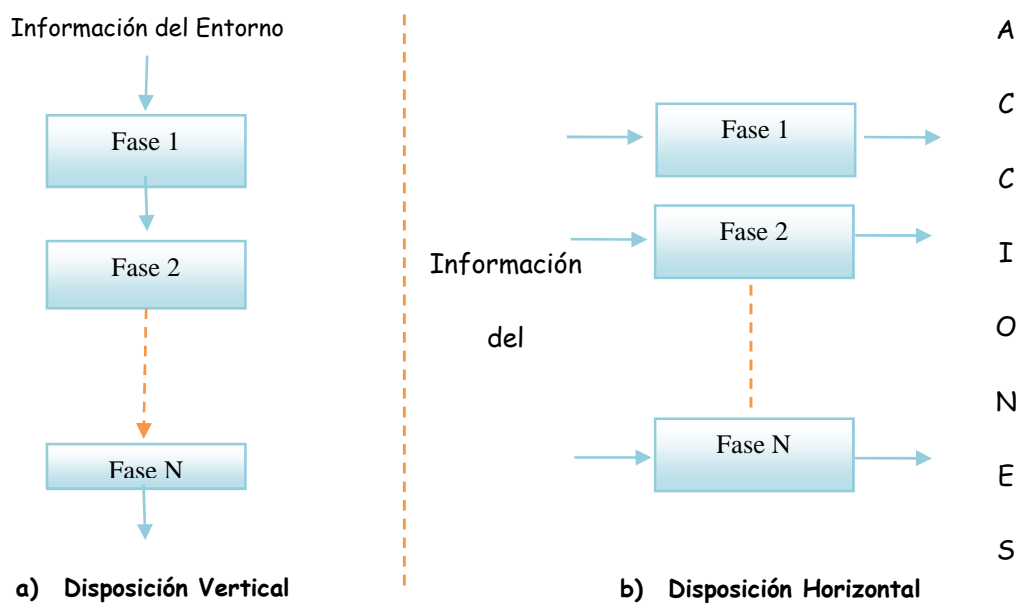 Información del Entorno
Fase 1
Fase 2
Fase N
a) Disposición Vertical
Información
del
Fase 1
Fase 2
Fase N
b) Disposición Horizontal
A
C
C
I
O
N
E
S